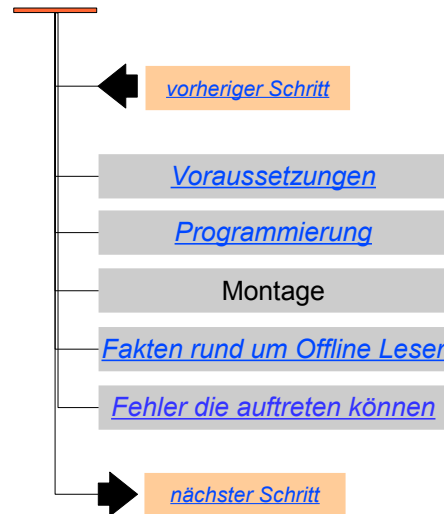 vorheriger Schritt
Voraussetzungen
Programmierung
Montage
Fakten rund um Offline Leser
Fehler die auftreten können
nächster Schritt